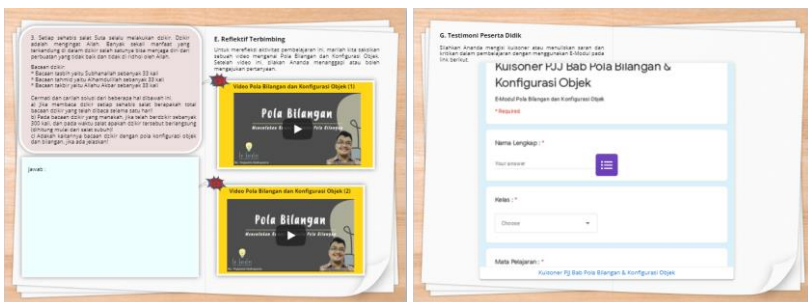 3. Setiap sehabis salat Suta selalu melakukan dzikir. Dzikir
adalah mengingat Allah. Banyak sekali manfaat yang
terkandung di dalam dzikir salah satunya bisa menjaga diri dari
perbuatan yang tidak baik dan tidak di ridhoi oleh Allah.
Bacaan dzikir:
* Bacaan tasbih yaitu Subhanallah sebanyak 33 kali
* Bacaan tahmid yaitu Alhamdulillah sebanyak 33 kali
* Bacaan takbir yaitu Allahu Akbar sebanyak 33 kali
Cermati dan carilah solusi dari beberapa hal dibawah ini.
a) Jika membaca dzikir setiap sehabis salat berapakah total
bacaan dzikir yang telah dibaca selama satu hari?
b) Pada bacaan dzikir yang manakah, jika telah berdzikir sebanyak
300 kali, dan pada waktu salat apakah dzikir tersebut berlangsung
(dihitung mulai dari salat subuh)?
c) Adakah kaitannya bacaan dzikir dengan pola konfigurasi objek
dan bilangan, jika ada jelaskan!
Jawab :
E. Reflektif Terbimbing
Untuk merefleksi aktivitas pembelajaran ini, marilah kita saksikan
sebuah video mengenai Pola Bilangan dan Konfigurasi Objek.
Setelah video ini, silakan Ananda menanggapi atau boleh
mengajukan pertanyaan.
Video Pola Bilangan dan Konfigurasi Objek (1)
Pola Bilangan
Video Pola Bilangan dan Konfigurasi Objek (2)
Pola Bilangan
G. Testimoni Peserta Didik
Silahkan Ananda mengisi kuisoner atau menuliskan saran dan
kritikan dalam pembelajaran dengan menggunakan E-Modul pada
link berikut.
Kuisoner PJJ Bab Pola Bilangan &
Konfigurasi Objek
E-Modul Pola Bilangan dan Konfigurasi Objek
* Required
Nama Lengkap : *
Your answer
Kelas : *
Choose
Mata Pelajaran : *
Kuisoner PJJ Bab Pola Bilangan & Konfigurasi Objek